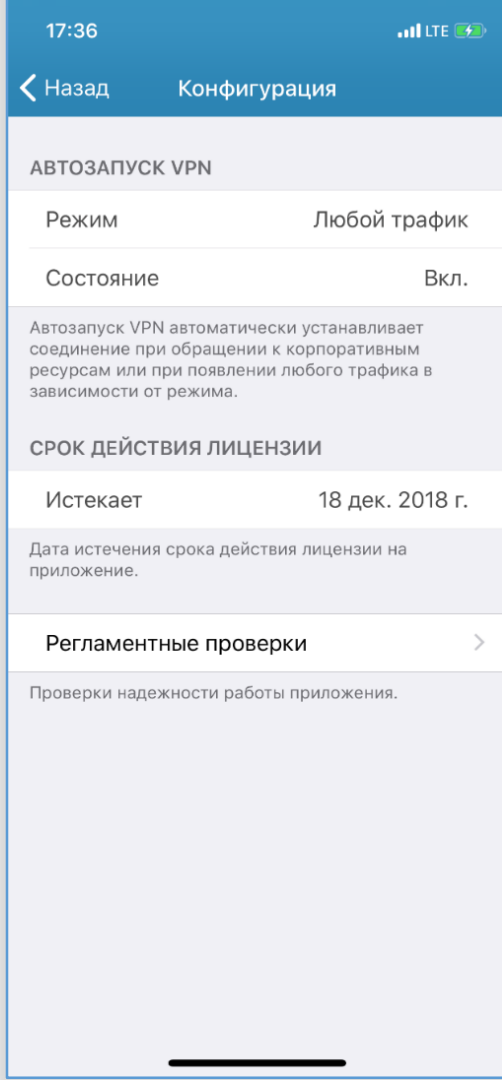 17:36
LTE
Назад
Конфигурация
АВТОЗАПУСК VPN
Режим
Любой трафик
Состояние
Вкл.
Автозапуск VPN автоматически устанавливает
соединение при обращении к корпоративным
ресурсам или при появлении любого трафика в
зависимости от режима.
СРОК ДЕЙСТВИЯ ЛИЦЕНЗИИ
Истекает
18 дек. 2018 г.
Дата истечения срока действия лицензии на
приложение.
Регламентные проверки
Проверки надежности работы приложения.